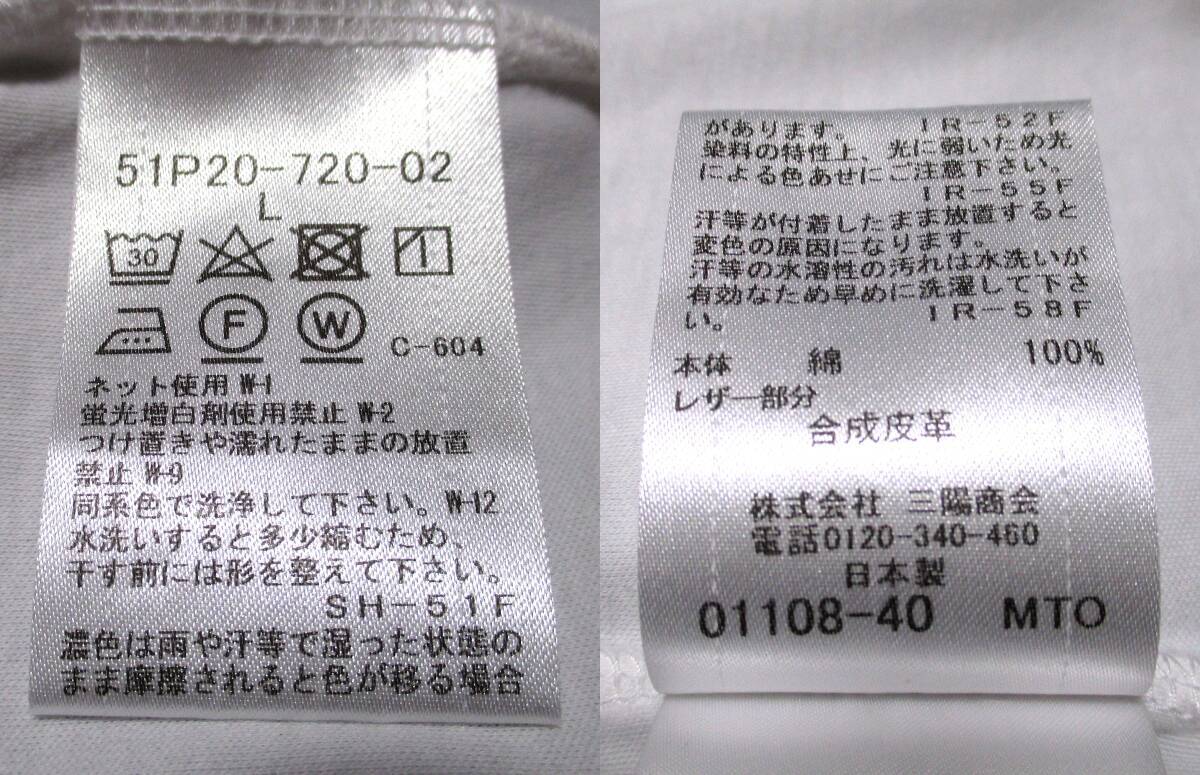 51P20-720-02
L
30
F W C-604
ネット使用 W-1
蛍光増白剤使用禁止 W-2
つけ置きや濡れたままの放置
禁止 W-9
同系色で洗浄して下さい。W-12
水洗いすると多少縮むため、
干す前には形を整えて下さい。
SH-51F
濃色は雨や汗等で湿った状態の
まま摩擦されると色が移る場合
があります。 IR-52F
染料の特性上、光に弱いため光
による色あせにご注意下さい。
IR-55F
汗等が付着したまま放置すると
変色の原因になります。
汗等の水溶性の汚れは水洗いが
有効なため早めに洗濯して下さ
い。 IR-58F
本体 綿 100%
レザー部分
合成皮革
株式会社 三陽商会
電話0120-340-460
日本製
01108-40 MTO